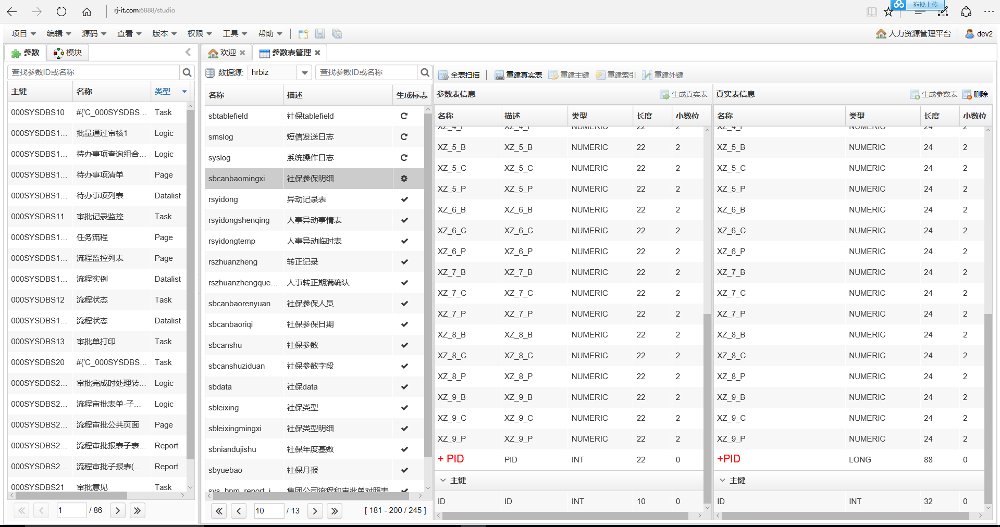 rj-it.com:6888/studio
拖拽上传
项目 编辑 源码 查看 版本 权限 工具 帮助 人力资源管理平台 dev2
参数 模块 欢迎 参数表管理
查找参数ID或名称 数据源: hrbiz 查找参数ID或名称 全表扫描 重建真实表 重建主键 重建索引 重建外键
主键 名称 类型
000SYSDBS10 #{'C_000SYSDBS... Task
000SYSDBS1... 批量通过审核1 Logic
000SYSDBS1... 待办事项查询组合... Logic
000SYSDBS1... 待办事项清单 Page
000SYSDBS1... 待办事项列表 Datalist
000SYSDBS11 审批记录监控 Task
000SYSDBS1... 任务流程 Page
000SYSDBS1... 流程监控列表 Page
000SYSDBS1... 流程实例 Datalist
000SYSDBS12 流程状态 Task
000SYSDBS1... 流程状态 Datalist
000SYSDBS13 审批单打印 Task
000SYSDBS20 #{'C_000SYSDBS... Task
000SYSDBS2... 审批完成时处理转... Logic
000SYSDBS2... 流程审批表单-子... Logic
000SYSDBS2... 流程审批公共页面 Page
000SYSDBS2... 流程审批报表子表... Report
000SYSDBS2... 流程审批子报表(... Report
000SYSDBS21 审批意见 Task
1 / 86
名称 描述 生成标志
sbtablefield 社保tablefield
smslog 短信发送日志
syslog 系统操作日志
sbcanbaomingxi 社保参保明细
rsyidong 异动记录表
rsyidongshenqing 人事异动事情表
rsyidongtemp 人事异动临时表
rszhuanzheng 转正记录
rszhuanzhengque... 人事转正期满确认
sbcanbaorenyuan 社保参保人员
sbcanbaoriqi 社保参保日期
sbcanshu 社保参数
sbcanshuziduan 社保参数字段
sbdata 社保data
sbleixing 社保类型
sbleixingmingxi 社保类型明细
sbniandujishu 社保年度基数
sbyuebao 社保月报
sys_bpm_report_i 集团公司流程和审批单对照表
10 / 13 [ 181 - 200 / 245 ]
参数表信息 生成真实表
名称 描述 类型 长度 小数位
XZ_4_P XZ_4_P NUMERIC 22 2
XZ_5_B XZ_5_B NUMERIC 22 2
XZ_5_C XZ_5_C NUMERIC 22 2
XZ_5_P XZ_5_P NUMERIC 22 2
XZ_6_B XZ_6_B NUMERIC 22 2
XZ_6_C XZ_6_C NUMERIC 22 2
XZ_6_P XZ_6_P NUMERIC 22 2
XZ_7_B XZ_7_B NUMERIC 22 2
XZ_7_C XZ_7_C NUMERIC 22 2
XZ_7_P XZ_7_P NUMERIC 22 2
XZ_8_B XZ_8_B NUMERIC 22 2
XZ_8_C XZ_8_C NUMERIC 22 2
XZ_8_P XZ_8_P NUMERIC 22 2
XZ_9_B XZ_9_B NUMERIC 22 2
XZ_9_C XZ_9_C NUMERIC 22 2
XZ_9_P XZ_9_P NUMERIC 22 2
+ PID PID INT 22 0
主键
ID ID INT 10 0
真实表信息 生成参数表 删除
名称 类型 长度 小数位
XZ_4_P NUMERIC 24 2
XZ_5_B NUMERIC 24 2
XZ_5_C NUMERIC 24 2
XZ_5_P NUMERIC 24 2
XZ_6_B NUMERIC 24 2
XZ_6_C NUMERIC 24 2
XZ_6_P NUMERIC 24 2
XZ_7_B NUMERIC 24 2
XZ_7_C NUMERIC 24 2
XZ_7_P NUMERIC 24 2
XZ_8_B NUMERIC 24 2
XZ_8_C NUMERIC 24 2
XZ_8_P NUMERIC 24 2
XZ_9_B NUMERIC 24 2
XZ_9_C NUMERIC 24 2
XZ_9_P NUMERIC 24 2
+PID LONG 88 0
主键
ID INT 32 0